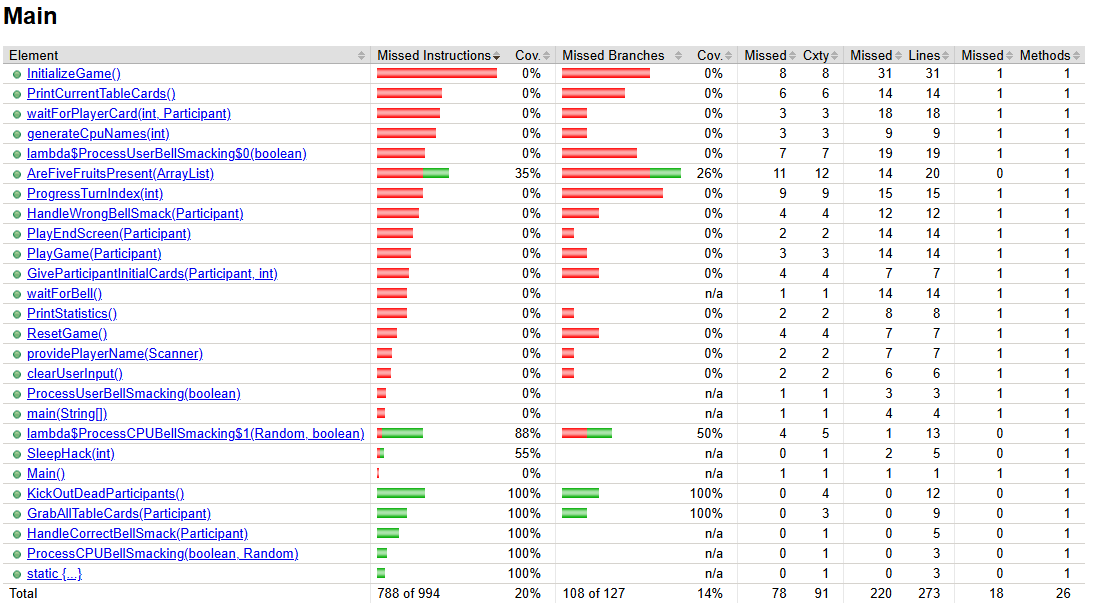 Main
Element Missed Instructions Cov. Missed Branches Cov. Missed Cxty Missed Lines Missed Methods
InitializeGame() 0% 0% 8 8 31 31 1 1
PrintCurrentTableCards() 0% 0% 6 6 14 14 1 1
waitForPlayerCard(int, Participant) 0% 0% 3 3 18 18 1 1
generateCpuNames(int) 0% 0% 3 3 9 9 1 1
lambda$ProcessUserBellSmacking$0(boolean) 0% 0% 7 7 19 19 1 1
AreFiveFruitsPresent(ArrayList) 35% 26% 11 12 14 20 0 1
ProgressTurnIndex(int) 0% 0% 9 9 15 15 1 1
HandleWrongBellSmack(Participant) 0% 0% 4 4 12 12 1 1
PlayEndScreen(Participant) 0% 0% 2 2 14 14 1 1
PlayGame(Participant) 0% 0% 3 3 14 14 1 1
GiveParticipantInitialCards(Participant, int) 0% 0% 4 4 7 7 1 1
waitForBell() 0% n/a 1 1 14 14 1 1
PrintStatistics() 0% 0% 2 2 8 8 1 1
ResetGame() 0% 0% 4 4 7 7 1 1
providePlayerName(Scanner) 0% 0% 2 2 7 7 1 1
clearUserInput() 0% 0% 2 2 6 6 1 1
ProcessUserBellSmacking(boolean) 0% n/a 1 1 3 3 1 1
main(String[]) 0% n/a 1 1 4 4 1 1
lambda$ProcessCPUBellSmacking$1(Random, boolean) 88% 50% 4 5 1 13 0 1
SleepHack(int) 55% n/a 0 1 2 5 0 1
Main() 0% n/a 1 1 1 1 1 1
KickOutDeadParticipants() 100% 100% 0 4 0 12 0 1
GrabAllTableCards(Participant) 100% 100% 0 3 0 9 0 1
HandleCorrectBellSmack(Participant) 100% n/a 0 1 0 5 0 1
ProcessCPUBellSmacking(boolean, Random) 100% n/a 0 1 0 3 0 1
static {...} 100% n/a 0 1 0 3 0 1
Total 788 of 994 20% 108 of 127 14% 78 91 220 273 18 26